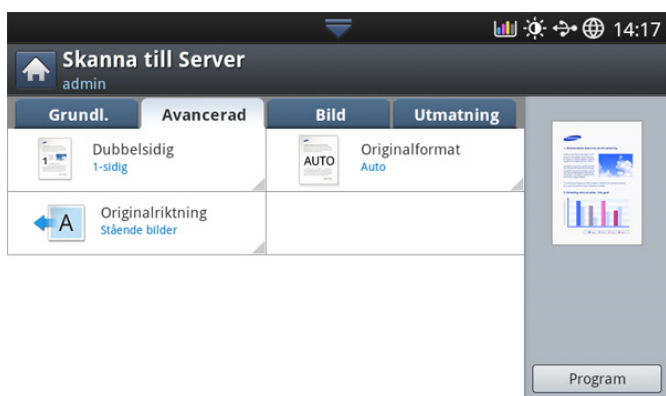 14:17
Skanna till Server
admin
Grundl.
Avancerad
Bild
Utmatning
Dubbelsidig
1-sidig
AUTO
Originalformat
Auto
A
Originalriktning
Stående bilder
Program